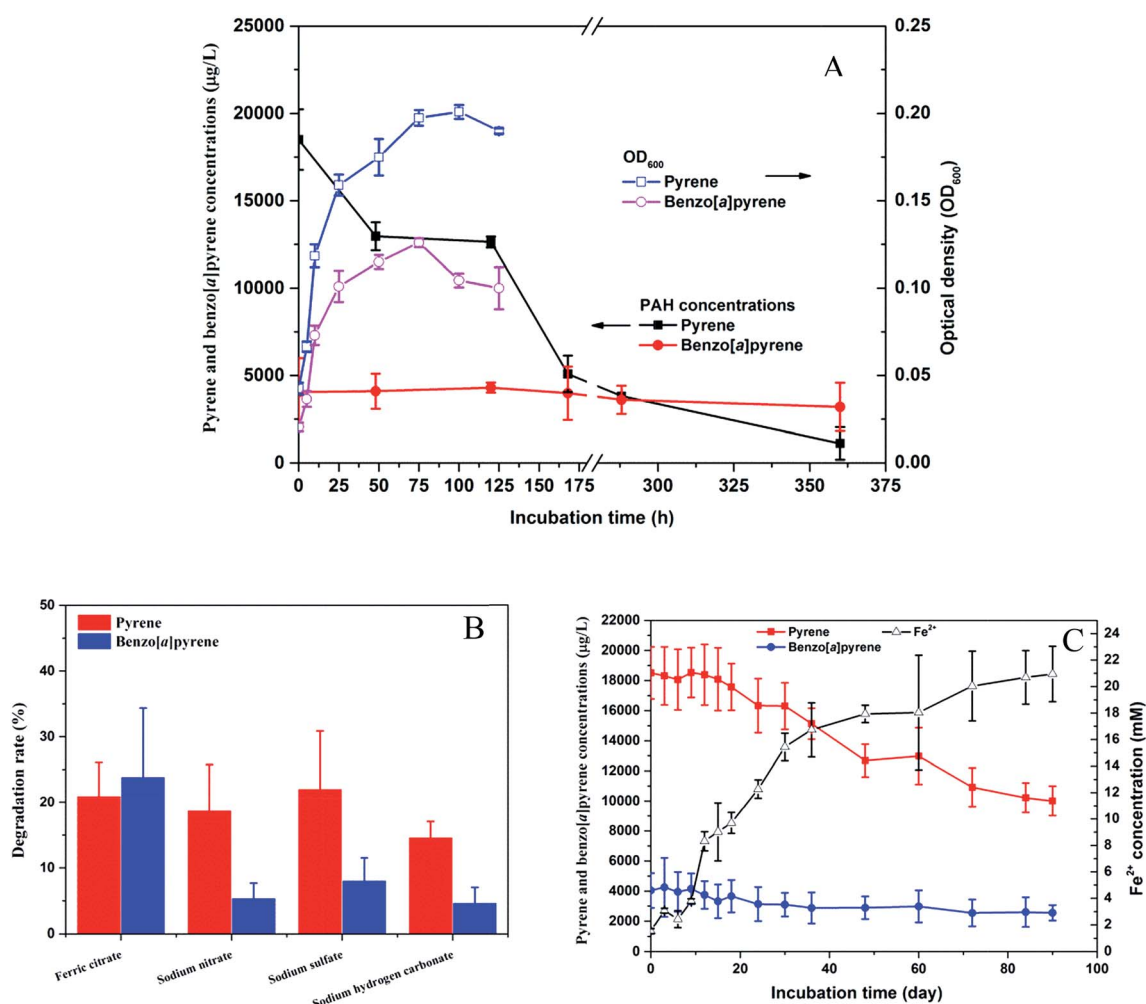 A
Pyrene and benzo[a]pyrene concentrations (µg/L)
25000
20000
15000
10000
5000
0
OD600
Pyrene
Benzo[a]pyrene
PAH concentrations
Pyrene
Benzo[a]pyrene
0.25
0.20
0.15
0.10
0.05
0.00
Optical density (OD600)
0 25 50 75 100 125 150 175 300 325 350 375
Incubation time (h)
B
Pyrene
Benzo[a]pyrene
Degradation rate (%)
50
40
30
20
10
0
Ferric citrate
Sodium nitrate
Sodium sulfate
Sodium hydrogen carbonate
C
Pyrene
Benzo[a]pyrene
Fe2+
Pyrene and benzo[a]pyrene concentrations (µg/L)
22000
20000
18000
16000
14000
12000
10000
8000
6000
4000
2000
0
24
22
20
18
16
14
12
10
8
6
4
2
0
Fe2+ concentration (mM)
0 20 40 60 80 100
Incubation time (day)